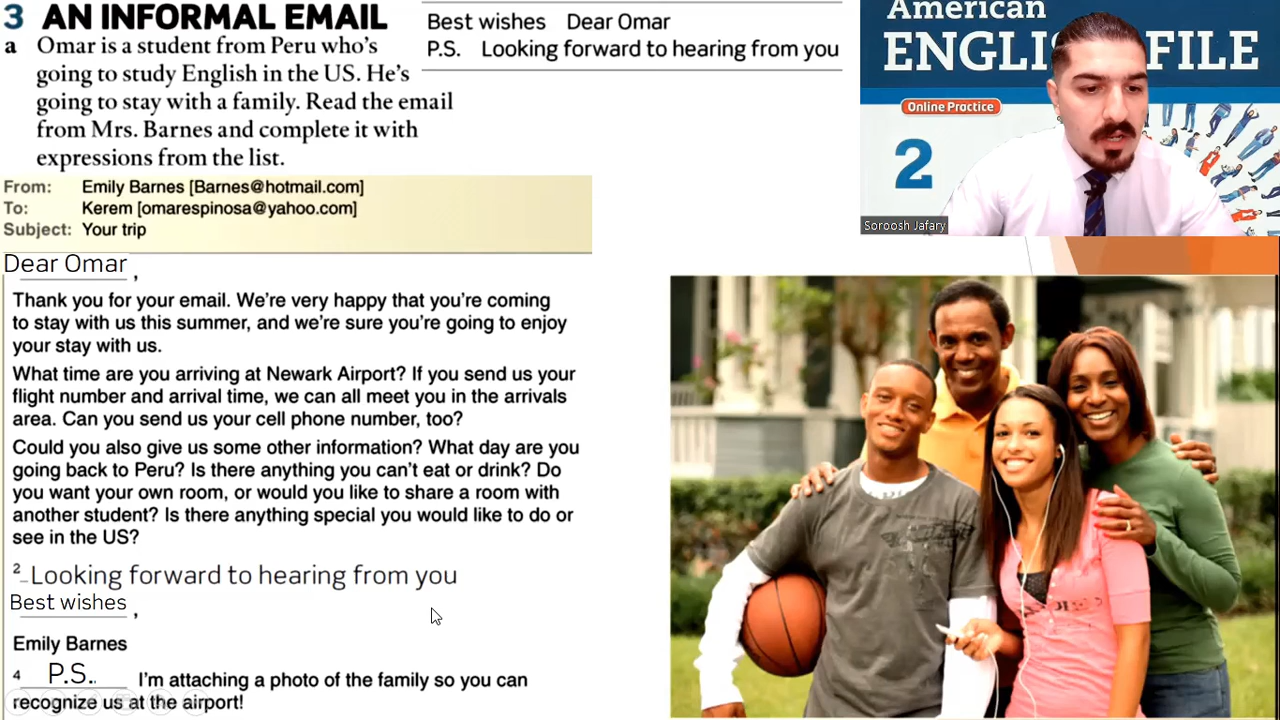 3 AN INFORMAL EMAIL
a Omar is a student from Peru who's
going to study English in the US. He's
going to stay with a family. Read the email
from Mrs. Barnes and complete it with
expressions from the list.
Best wishes Dear Omar
P.S. Looking forward to hearing from you
American
ENGLI FILE
Online Practice
2
Soroosh Jafary
From: Emily Barnes [Barnes@hotmail.com]
To: Kerem [omarespinosa@yahoo.com]
Subject: Your trip
Dear Omar ,
Thank you for your email. We're very happy that you're coming
to stay with us this summer, and we're sure you're going to enjoy
your stay with us.
What time are you arriving at Newark Airport? If you send us your
flight number and arrival time, we can all meet you in the arrivals
area. Can you send us your cell phone number, too?
Could you also give us some other information? What day are you
going back to Peru? Is there anything you can't eat or drink? Do
you want your own room, or would you like to share a room with
another student? Is there anything special you would like to do or
see in the US?
2 Looking forward to hearing from you
Best wishes ,
Emily Barnes
4 P.S. I'm attaching a photo of the family so you can
recognize us at the airport!